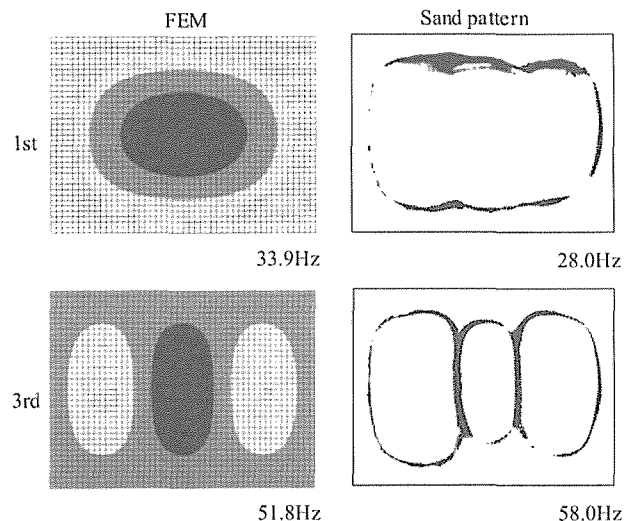 FEM
Sand pattern
1st
33.9Hz
28.0Hz
3rd
51.8Hz
58.0Hz